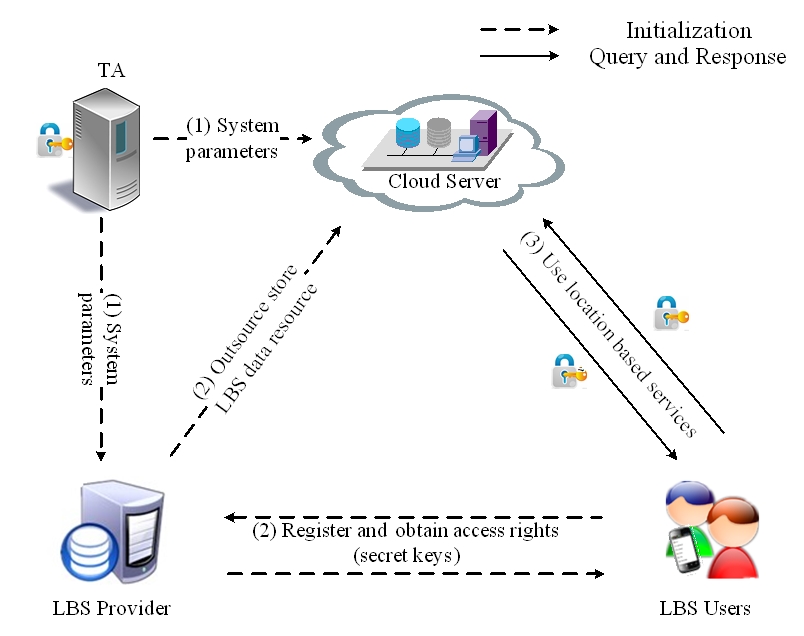 Initialization
Query and Response
TA
(1) System
parameters
Cloud Server
(1) System
parameters
(2) Outsource store
LBS data resource
(3) Use location based services
(2) Register and obtain access rights
(secret keys)
LBS Provider
LBS Users